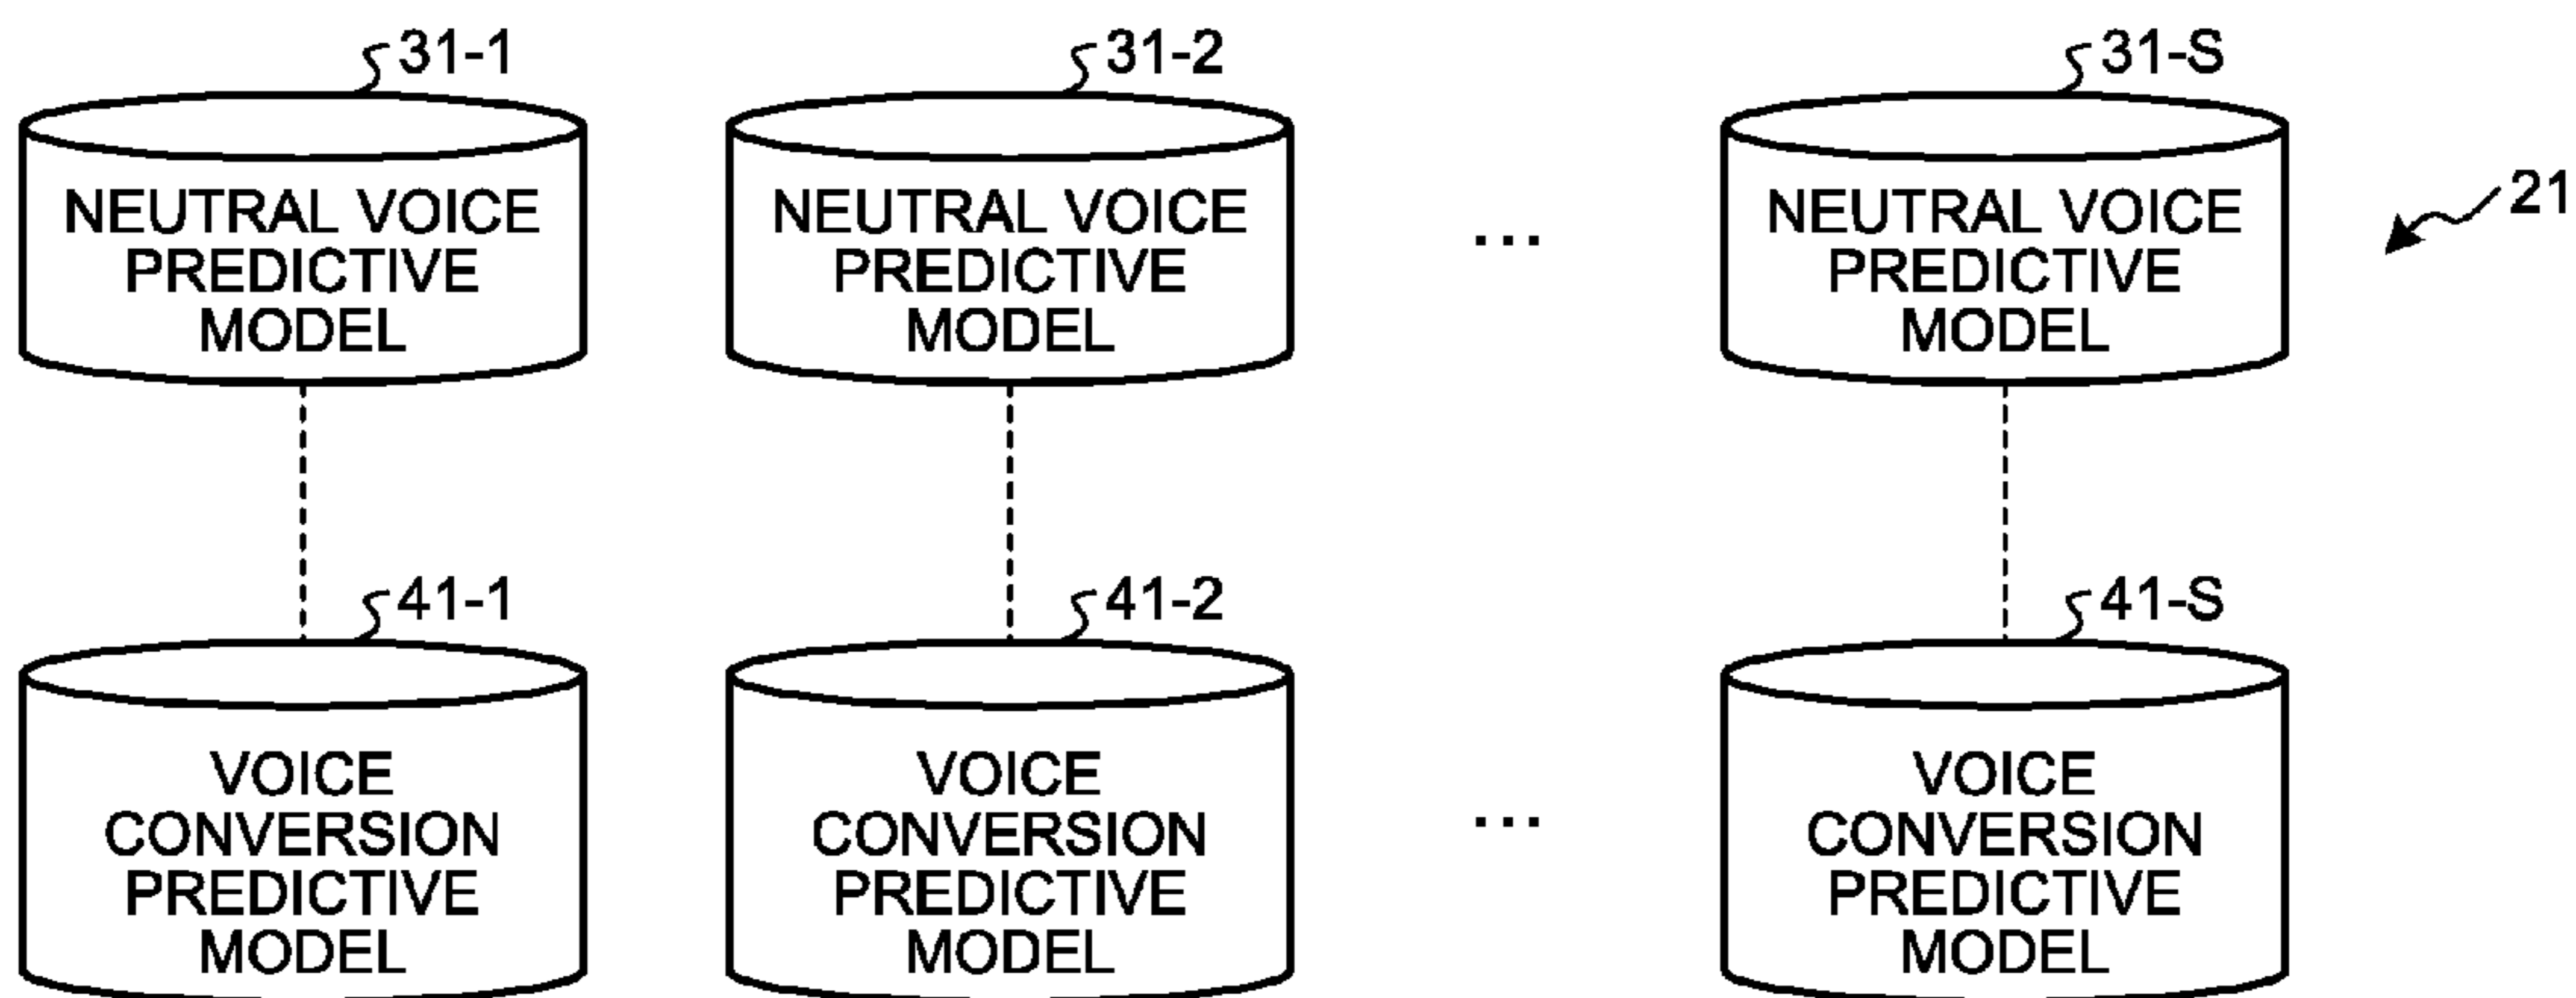 31-1
31-2
31-S
NEUTRAL VOICE
PREDICTIVE
MODEL
NEUTRAL VOICE
PREDICTIVE
MODEL
...
NEUTRAL VOICE
PREDICTIVE
MODEL
21
41-1
41-2
41-S
VOICE
CONVERSION
PREDICTIVE
MODEL
VOICE
CONVERSION
PREDICTIVE
MODEL
...
VOICE
CONVERSION
PREDICTIVE
MODEL